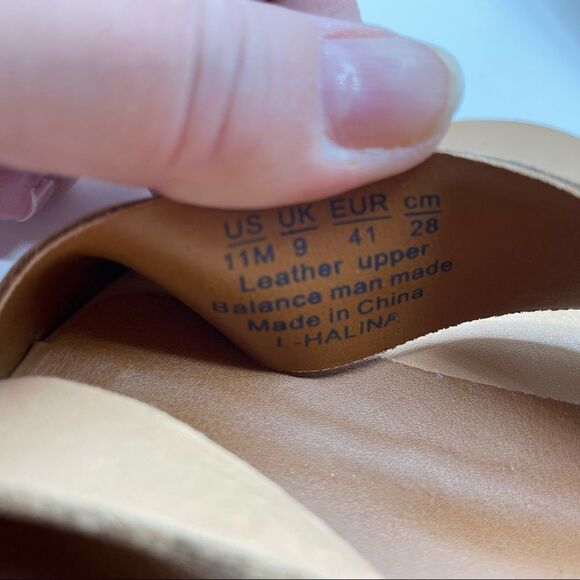 US UK EUR cm
11M 9 41 28
Leather upper
Balance man made
Made in China
L-HALINA